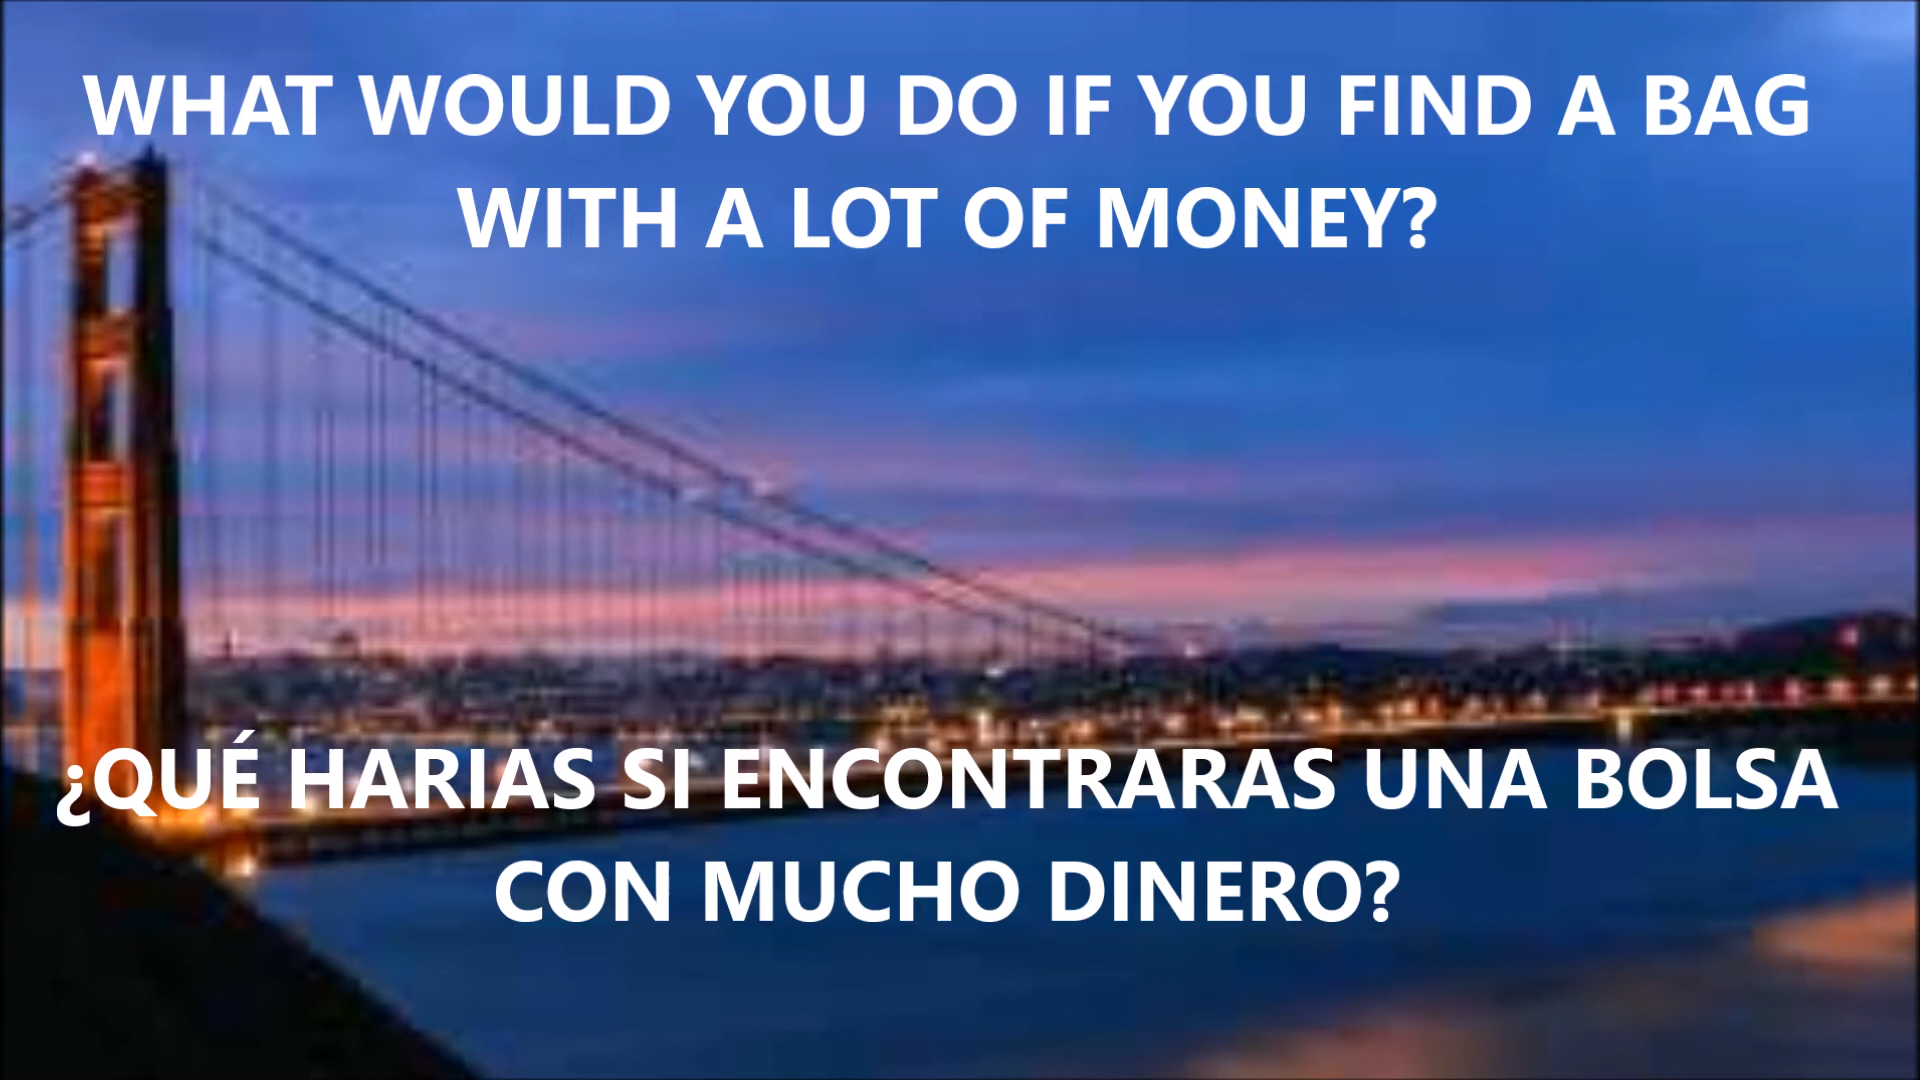 WHAT WOULD YOU DO IF YOU FIND A BAG
WITH A LOT OF MONEY?
¿QUÉ HARIAS SI ENCONTRARAS UNA BOLSA
CON MUCHO DINERO?